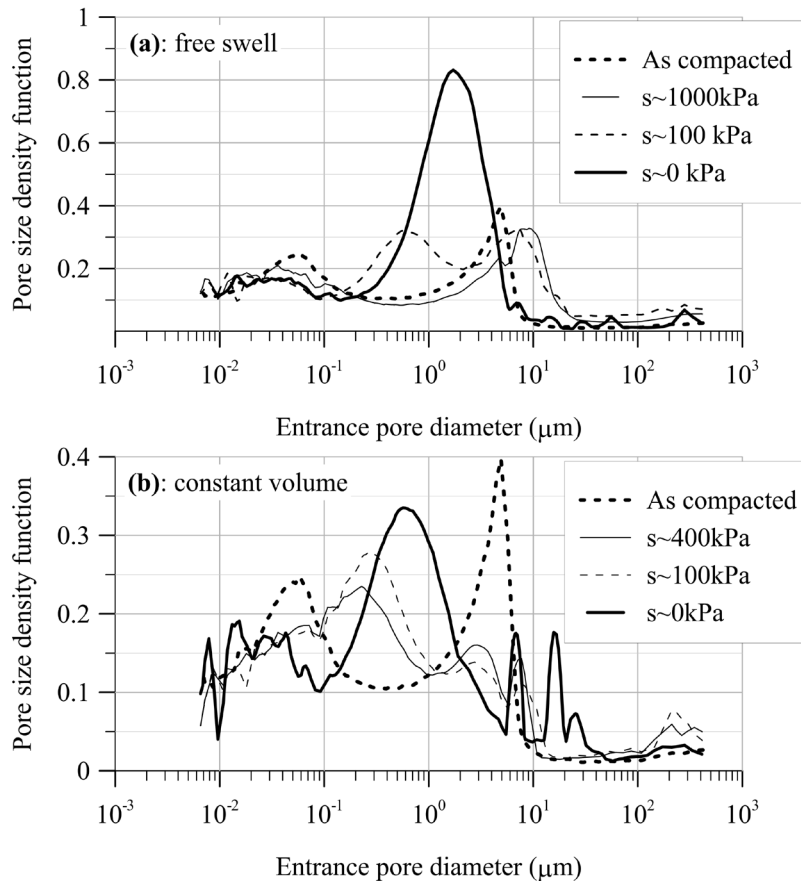 (a): free swell
Pore size density function
1
0.8
0.6
0.4
0.2
As compacted
s~1000kPa
s~100 kPa
s~0 kPa
10-3
10-2
10-1
100
101
102
103
Entrance pore diameter (μm)
(b): constant volume
Pore size density function
0.4
0.3
0.2
0.1
0
As compacted
s~400kPa
s~100kPa
s~0kPa
10-3
10-2
10-1
100
101
102
103
Entrance pore diameter (μm)